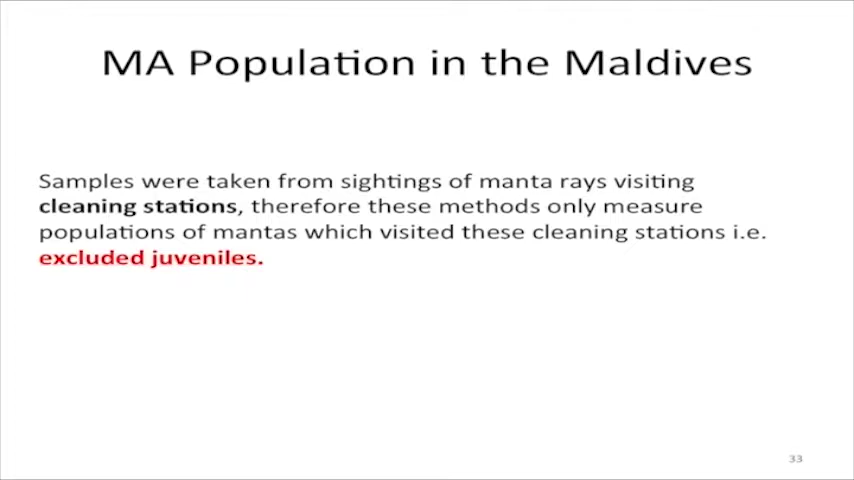 MA Population in the Maldives
Samples were taken from sightings of manta rays visiting
cleaning stations, therefore these methods only measure
populations of mantas which visited these cleaning stations i.e.
excluded juveniles.
33